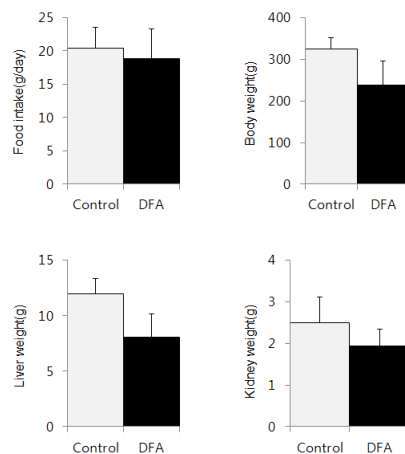 Food intake(g/day)
25
20
15
10
5
0
Control DFA
Body weight(g)
400
300
200
100
0
Control DFA
Liver weight(g)
15
10
5
0
Control DFA
Kidney weight(g)
4
3
2
1
0
Control DFA